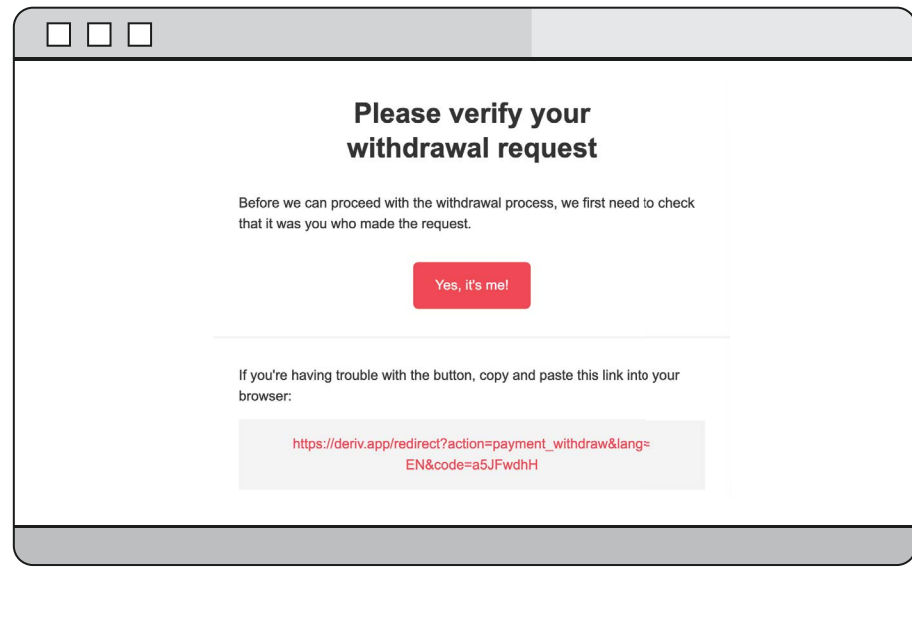 Please verify your
withdrawal request
Before we can proceed with the withdrawal process, we first need to check
that it was you who made the request.
Yes, it's me!
If you're having trouble with the button, copy and paste this link into your
browser:
https://deriv.app/redirect?action=payment_withdraw&lang=
EN&code=a5JFwdhH